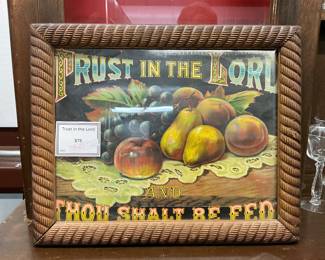 TRUST IN THE LORD
Trust in the Lord
$75
AND
THOU SHALT BE FED